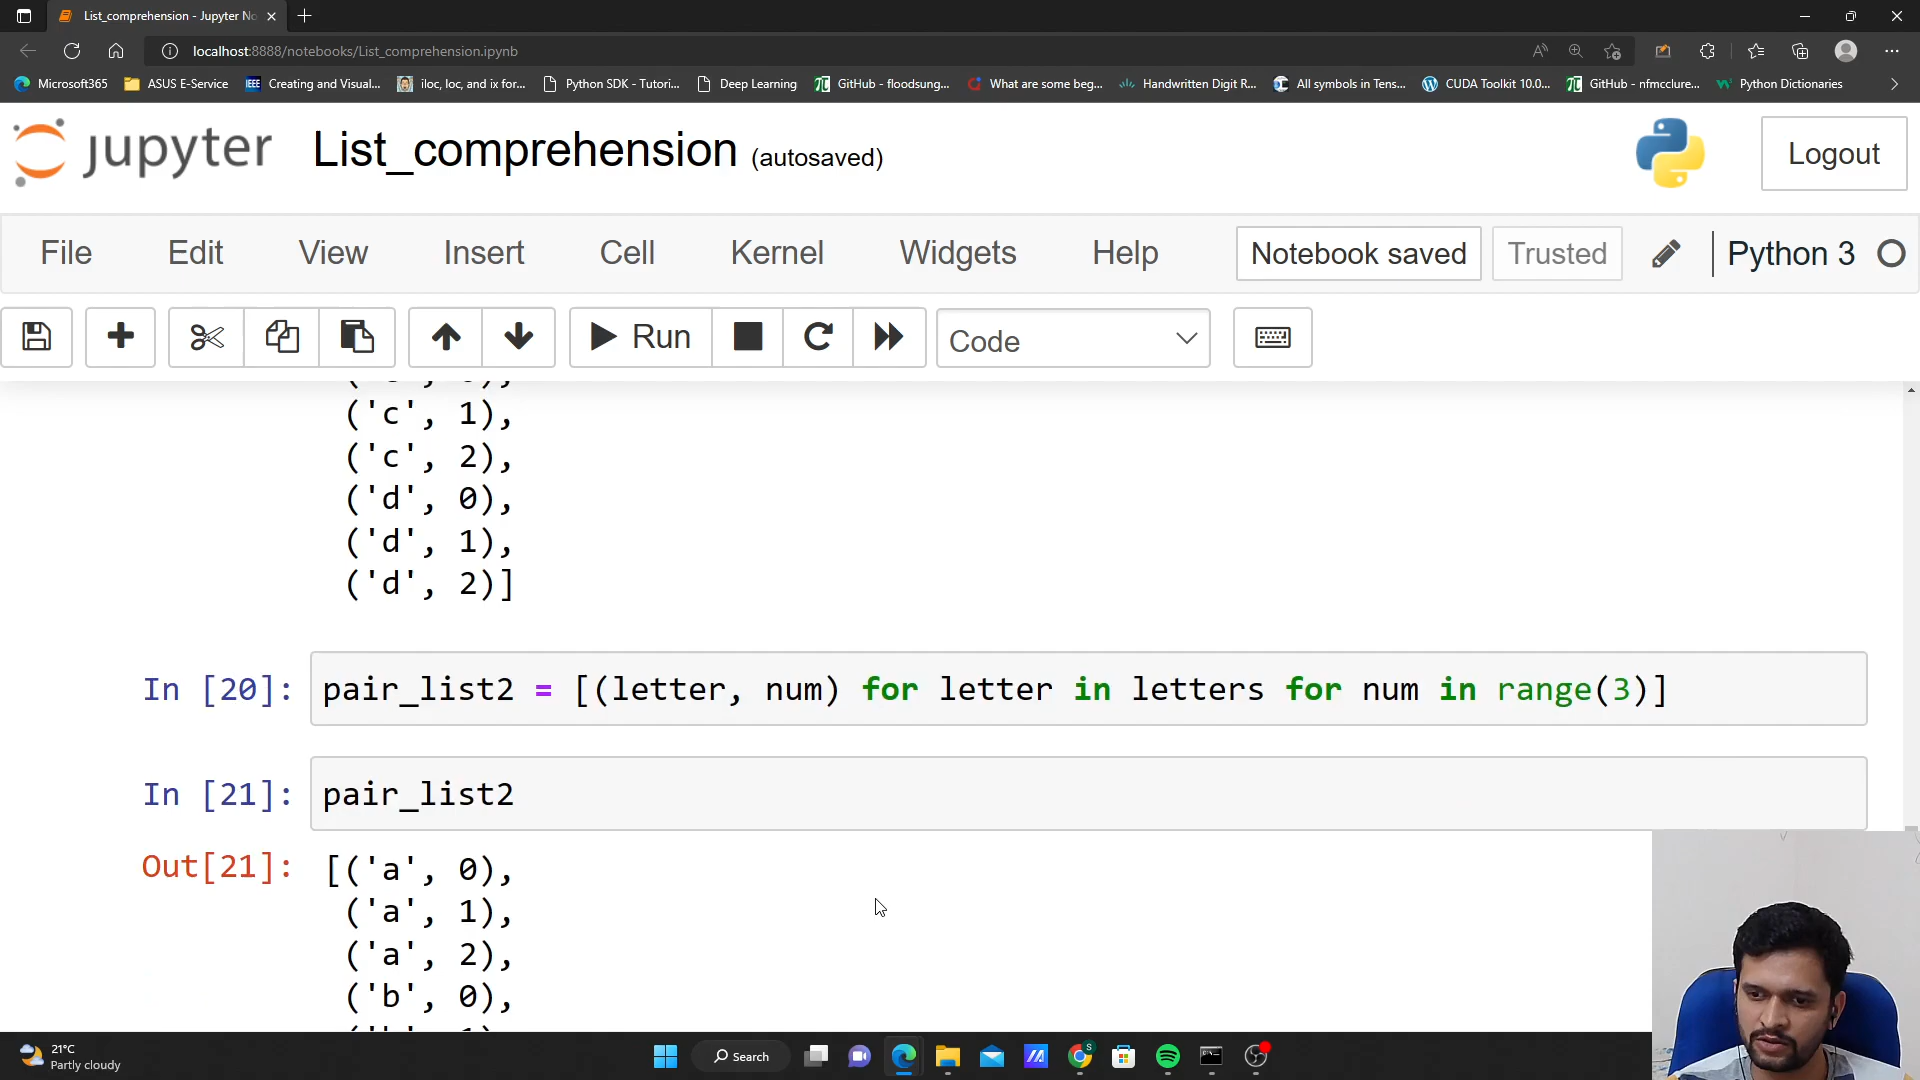 List_comprehension - Jupyter No
localhost:8888/notebooks/List_comprehension.ipynb
Microsoft365
ASUS E-Service
IEEE Creating and Visual...
iloc, loc, and ix for...
Python SDK - Tutori...
Deep Learning
GitHub - floodsung...
What are some beg...
Handwritten Digit R...
All symbols in Tens...
CUDA Toolkit 10.0...
GitHub - nfmcclure...
Python Dictionaries
jupyter List_comprehension (autosaved)
Logout
File Edit View Insert Cell Kernel Widgets Help
Notebook saved
Trusted
Python 3
Run
Code
('c', 1),
('c', 2),
('d', 0),
('d', 1),
('d', 2)]
In [20]: pair_list2 = [(letter, num) for letter in letters for num in range(3)]
In [21]: pair_list2
Out[21]: [('a', 0),
('a', 1),
('a', 2),
('b', 0),
21°C
Partly cloudy
Search